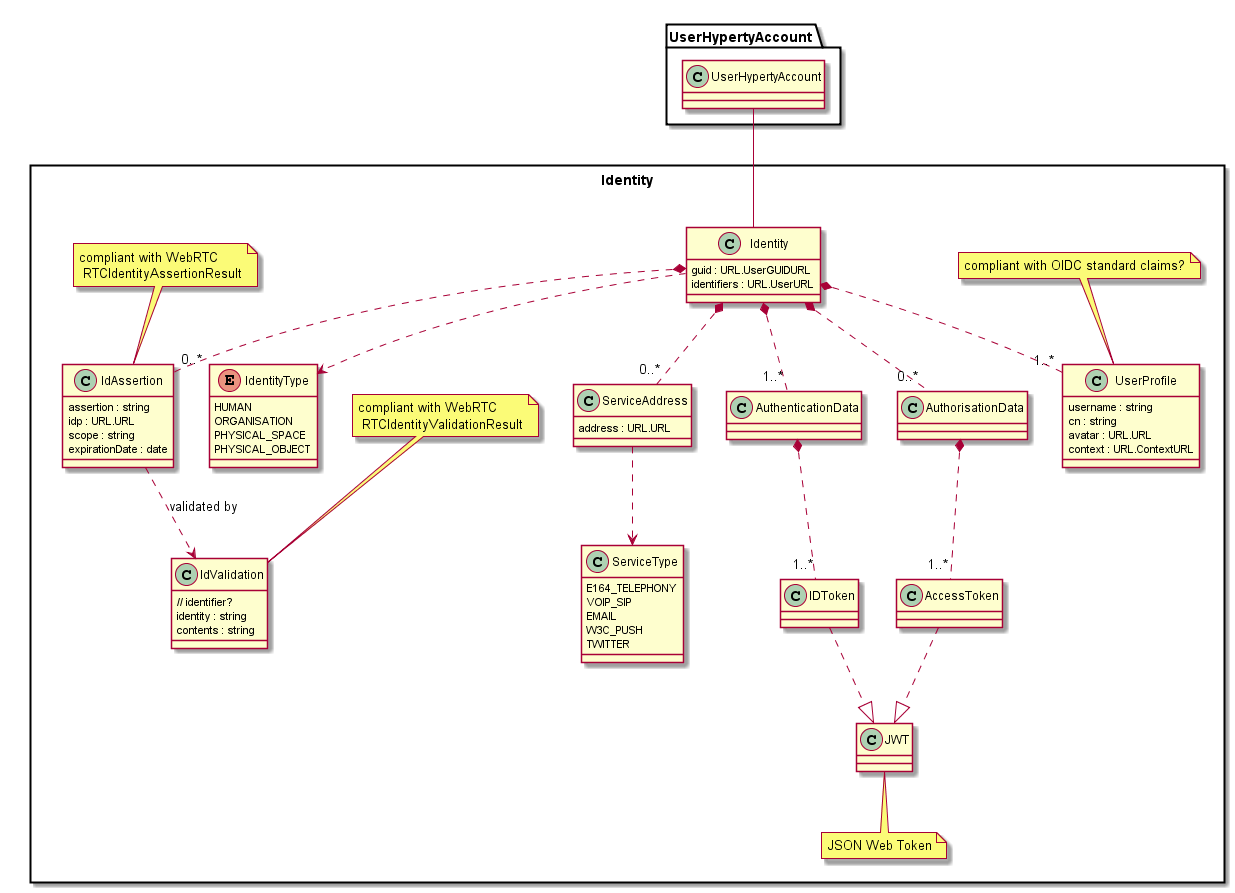 UserHypertyAccount
C UserHypertyAccount
Identity
C Identity
guid : URL.UserGUIDURL
identifiers : URL.UserURL
compliant with WebRTC
RTCIdentityAssertionResult
compliant with OIDC standard claims?
0..*
0..*
1..*
0..*
1..*
C IdAssertion
assertion : string
idp : URL.URL
scope : string
expirationDate : date
E IdentityType
HUMAN
ORGANISATION
PHYSICAL_SPACE
PHYSICAL_OBJECT
compliant with WebRTC
RTCIdentityValidationResult
C ServiceAddress
address : URL.URL
C AuthenticationData
C AuthorisationData
C UserProfile
username : string
cn : string
avatar : URL.URL
context : URL.ContextURL
validated by
C IdValidation
// identifier?
identity : string
contents : string
C ServiceType
E164_TELEPHONY
VOIP_SIP
EMAIL
W3C_PUSH
TWITTER
1..*
1..*
C IDToken
C AccessToken
C JWT
JSON Web Token